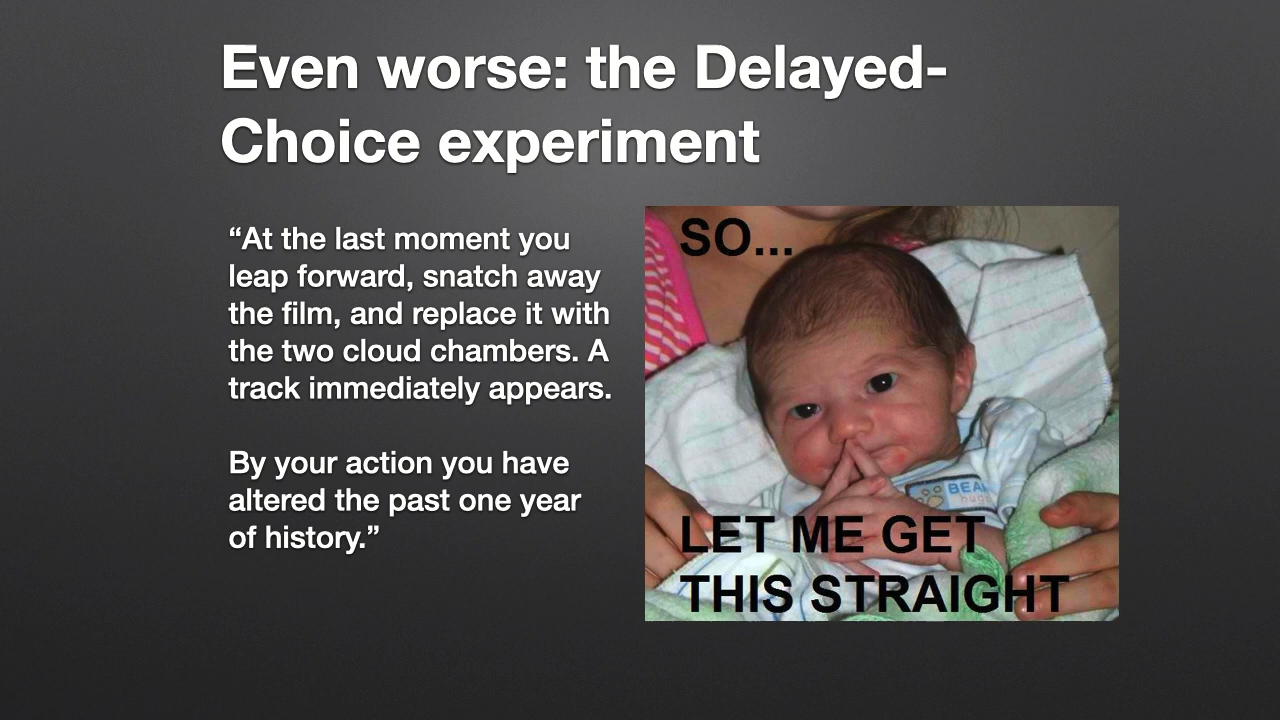 Even worse: the Delayed-
Choice experiment
“At the last moment you
leap forward, snatch away
the film, and replace it with
the two cloud chambers. A
track immediately appears.
By your action you have
altered the past one year
of history.”
SO...
BEAR
hugs
LET ME GET
THIS STRAIGHT